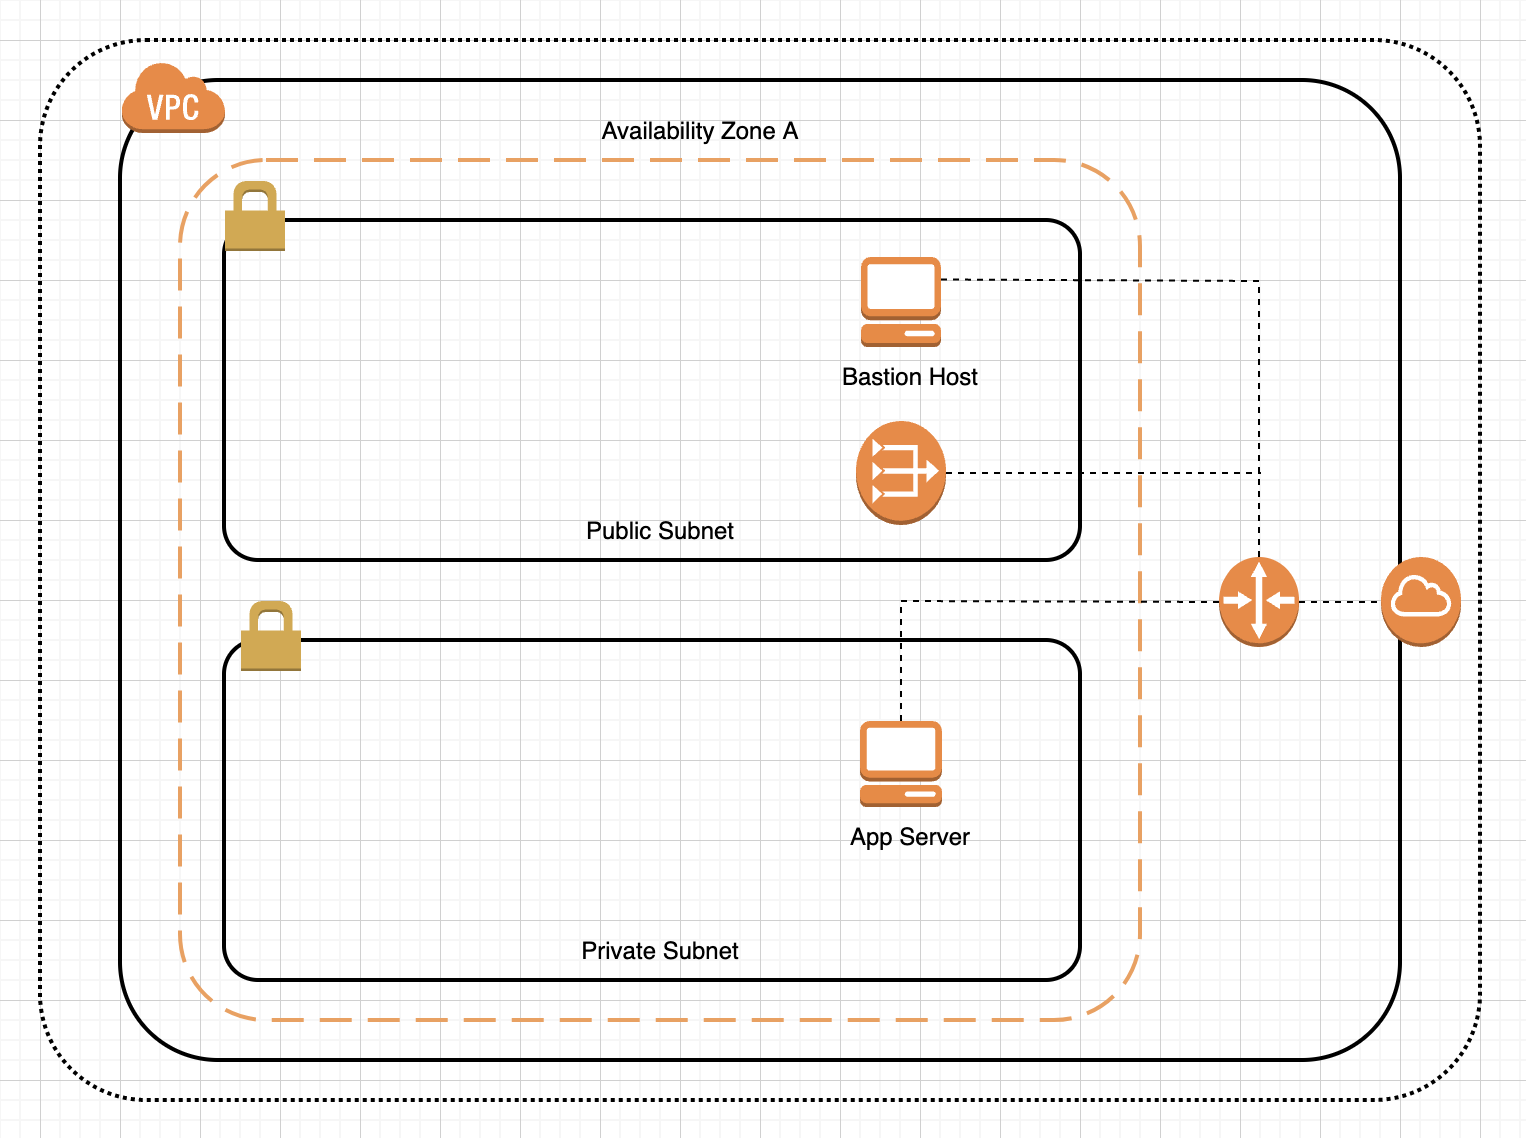 VPC
Availability Zone A
Bastion Host
Public Subnet
App Server
Private Subnet